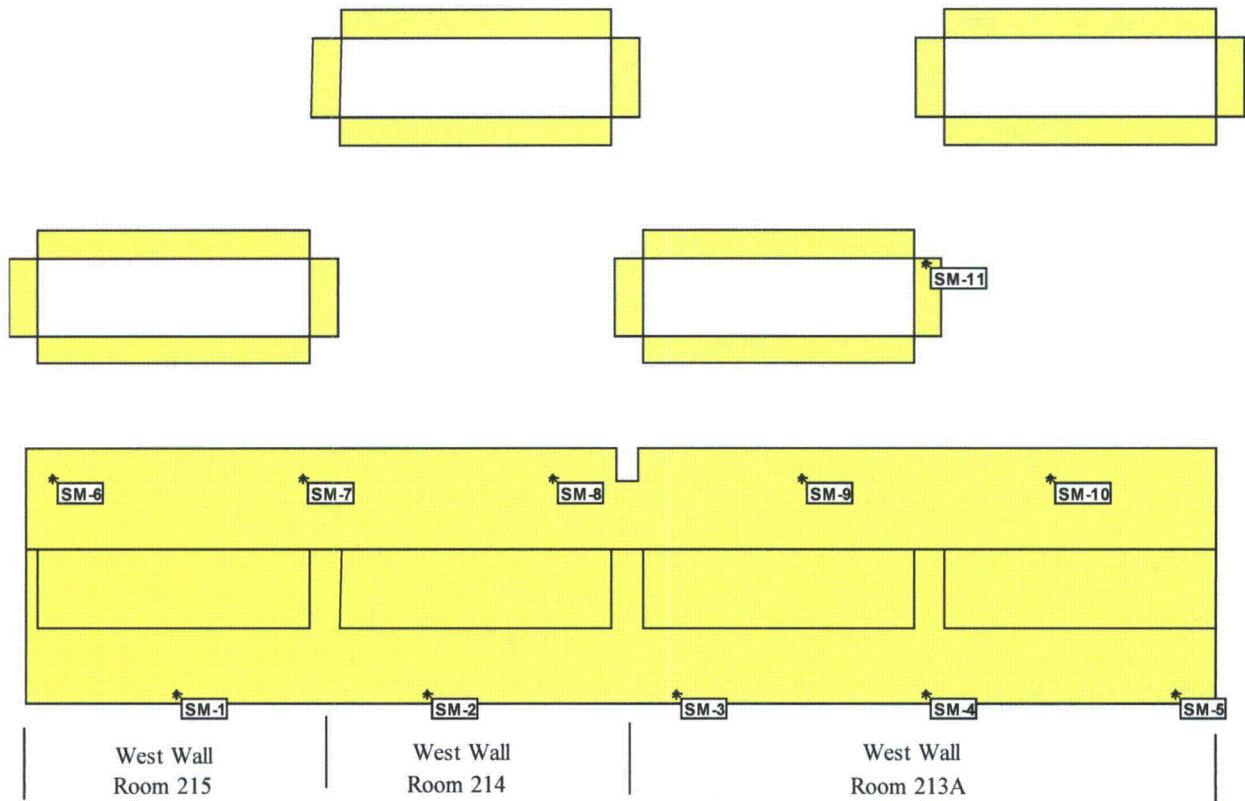 SM-11
SM-6
SM-7
SM-8
SM-9
SM-10
SM-1
SM-2
SM-3
SM-4
SM-5
West Wall
Room 215
West Wall
Room 214
West Wall
Room 213A